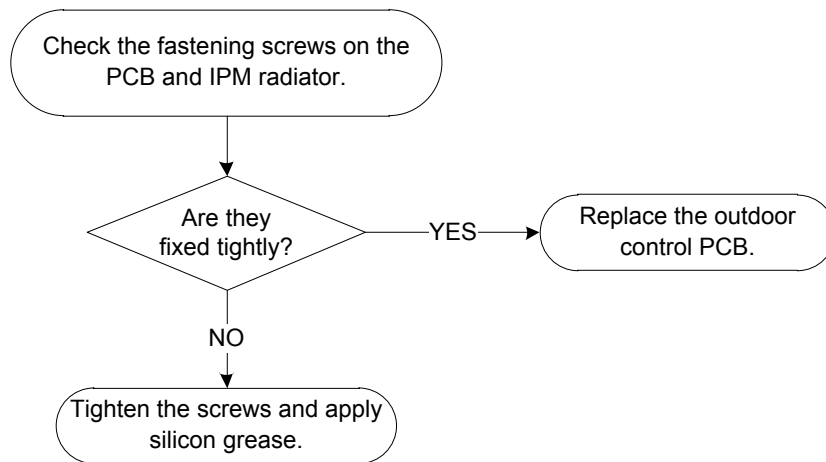 Check the fastening screws on the
PCB and IPM radiator.
Are they
fixed tightly?
YES
Replace the outdoor
control PCB.
NO
Tighten the screws and apply
silicon grease.